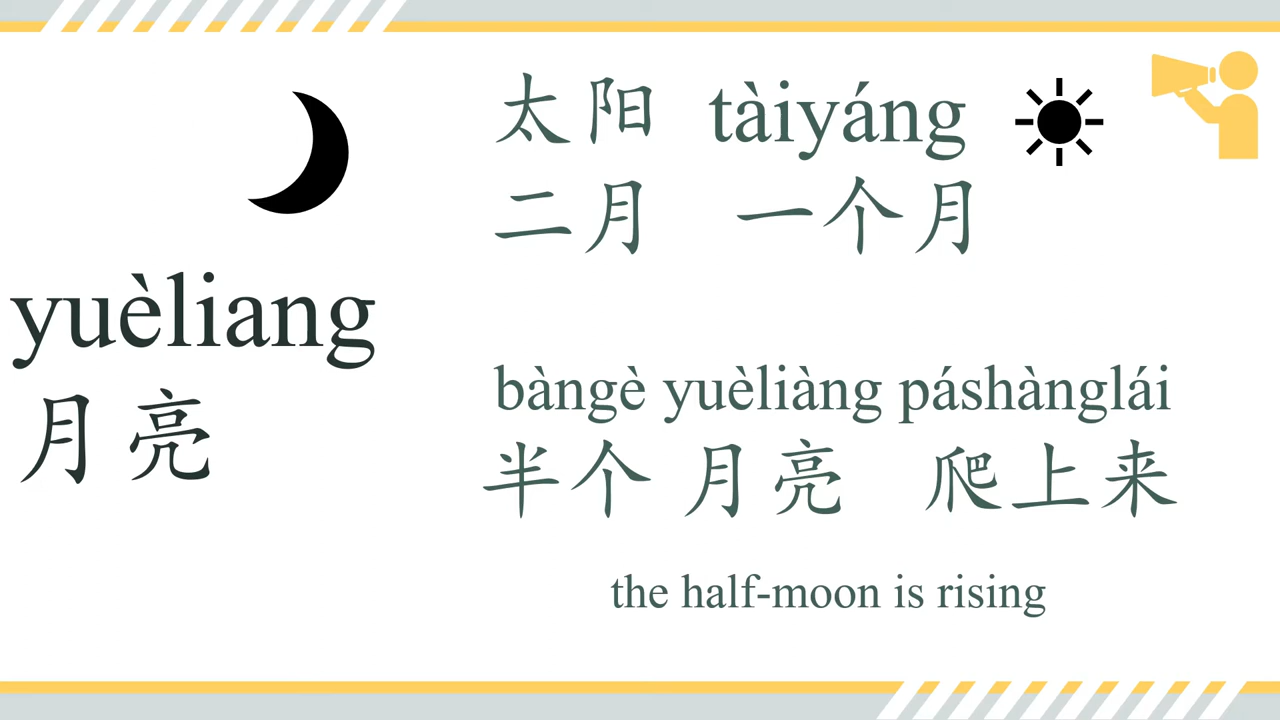 yuèliang
月亮
太阳 tàiyáng
二月 一个月
bàngè yuèliàng páshànglái
半个 月亮 爬上来
the half-moon is rising